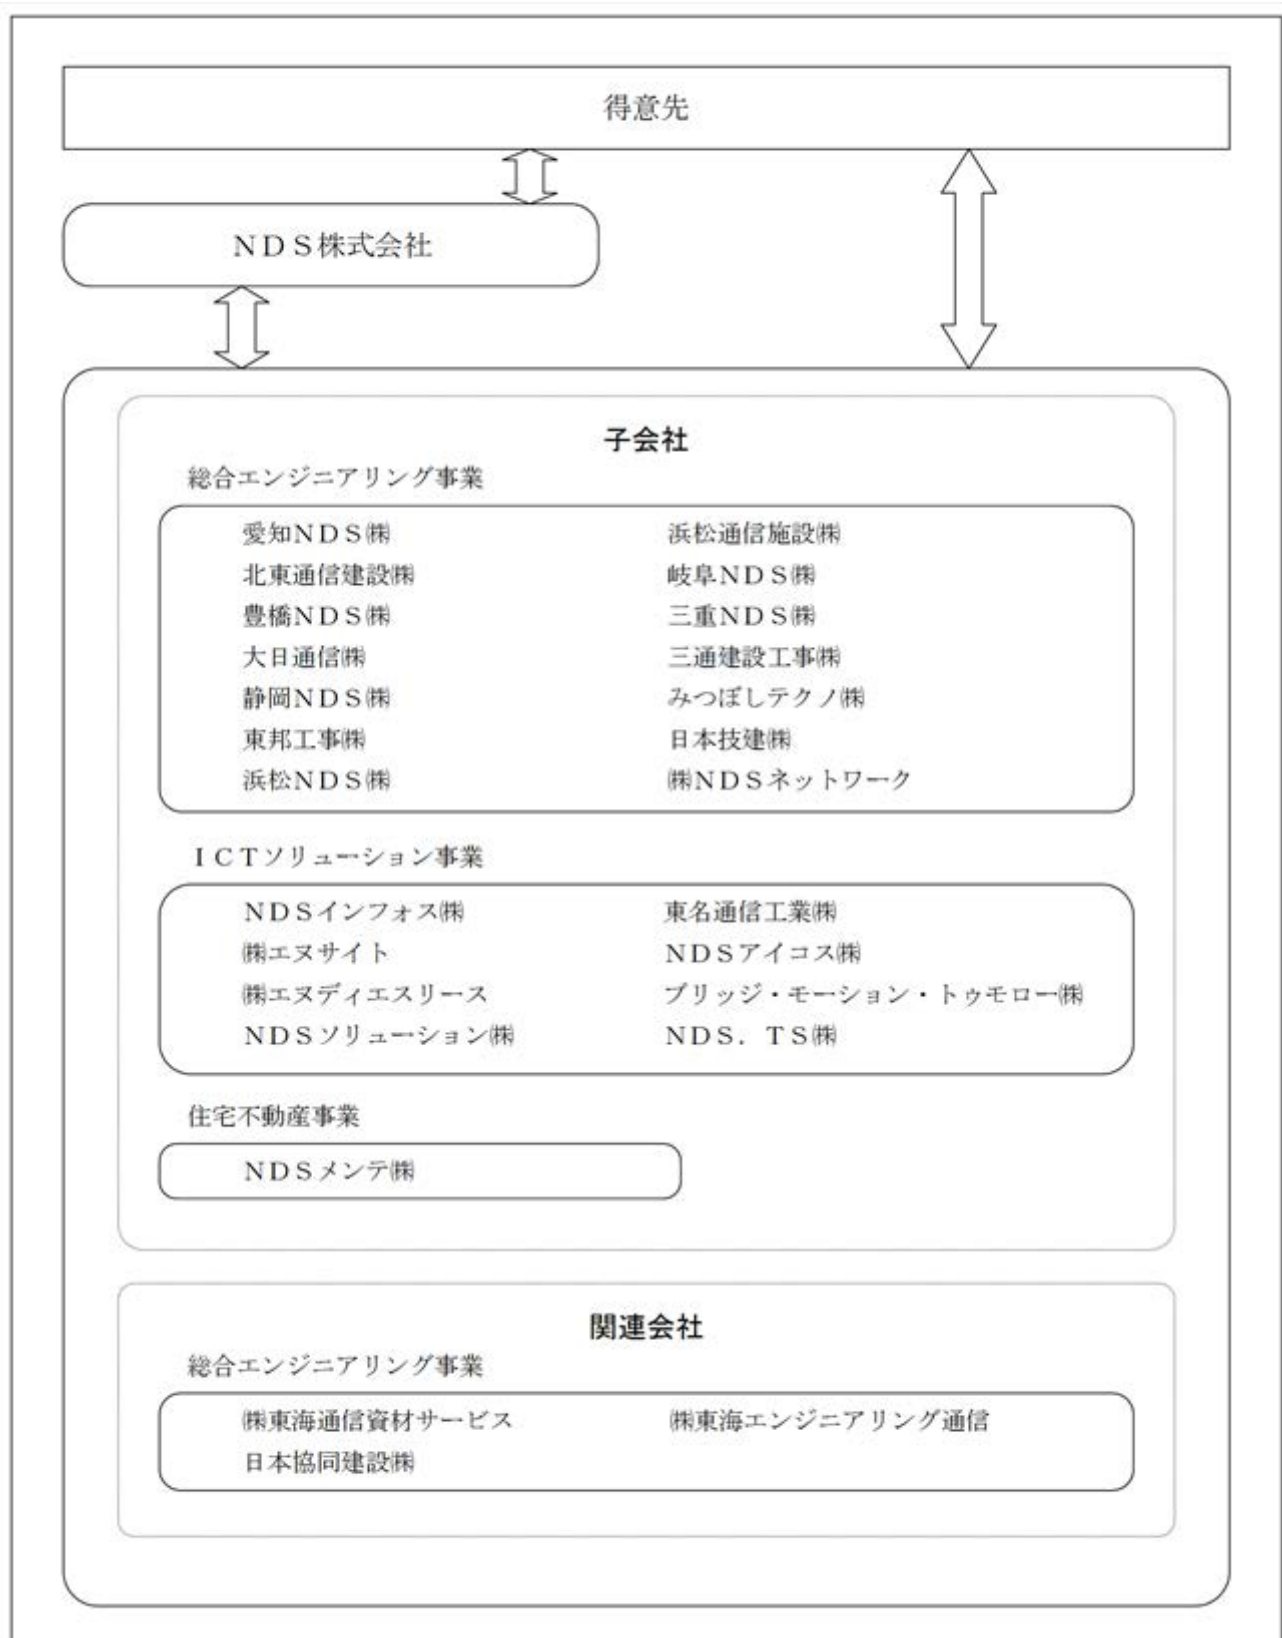 得意先
ＮＤＳ株式会社
子会社
総合エンジニアリング事業
愛知ＮＤＳ㈱ 浜松通信施設㈱
北東通信建設㈱ 岐阜ＮＤＳ㈱
豊橋ＮＤＳ㈱ 三重ＮＤＳ㈱
大日通信㈱ 三通建設工事㈱
静岡ＮＤＳ㈱ みつぼしテクノ㈱
東邦工事㈱ 日本技建㈱
浜松ＮＤＳ㈱ ㈱ＮＤＳネットワーク
ＩＣＴソリューション事業
ＮＤＳインフォス㈱ 東名通信工業㈱
㈱エヌサイト ＮＤＳアイコス㈱
㈱エヌディエスリース ブリッジ・モーション・トゥモロー㈱
ＮＤＳソリューション㈱ ＮＤＳ．ＴＳ㈱
住宅不動産事業
ＮＤＳメンテ㈱
関連会社
総合エンジニアリング事業
㈱東海通信資材サービス ㈱東海エンジニアリング通信
日本協同建設㈱